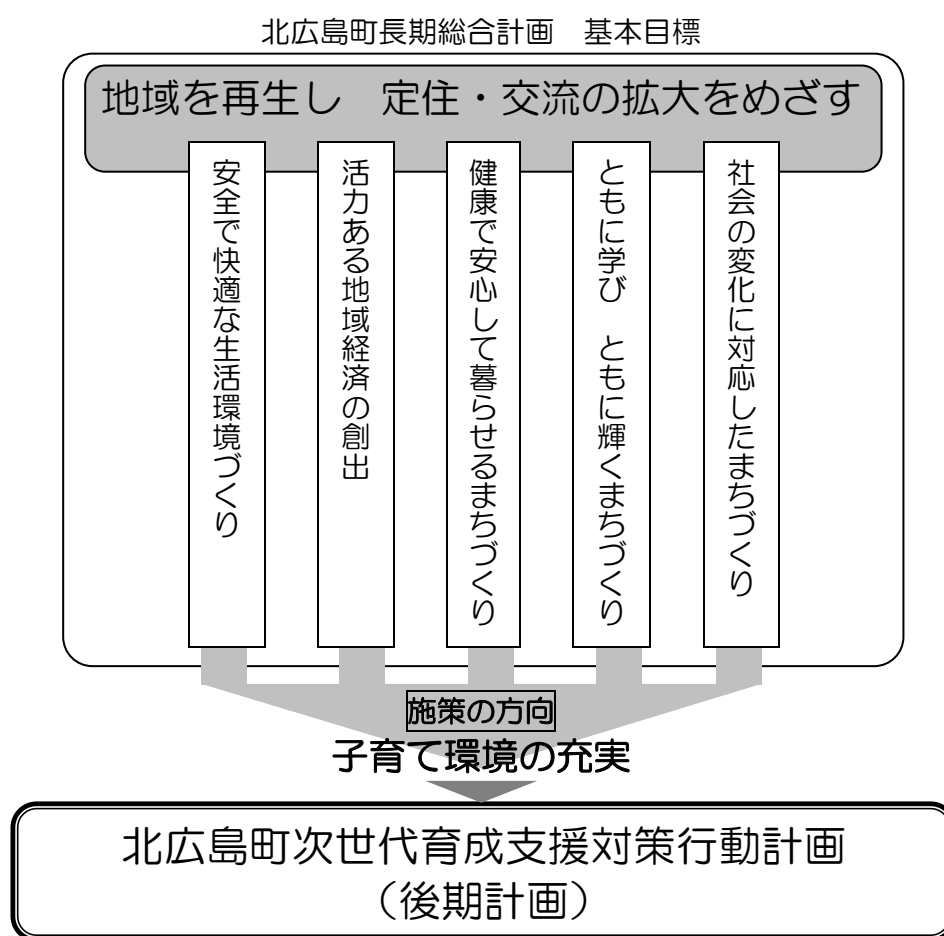 北広島町長期総合計画　基本目標
地域を再生し　定住・交流の拡大をめざす
安全で快適な生活環境づくり
活力ある地域経済の創出
健康で安心して暮らせるまちづくり
ともに学び　ともに輝くまちづくり
社会の変化に対応したまちづくり
施策の方向
子育て環境の充実
北広島町次世代育成支援対策行動計画
（後期計画）